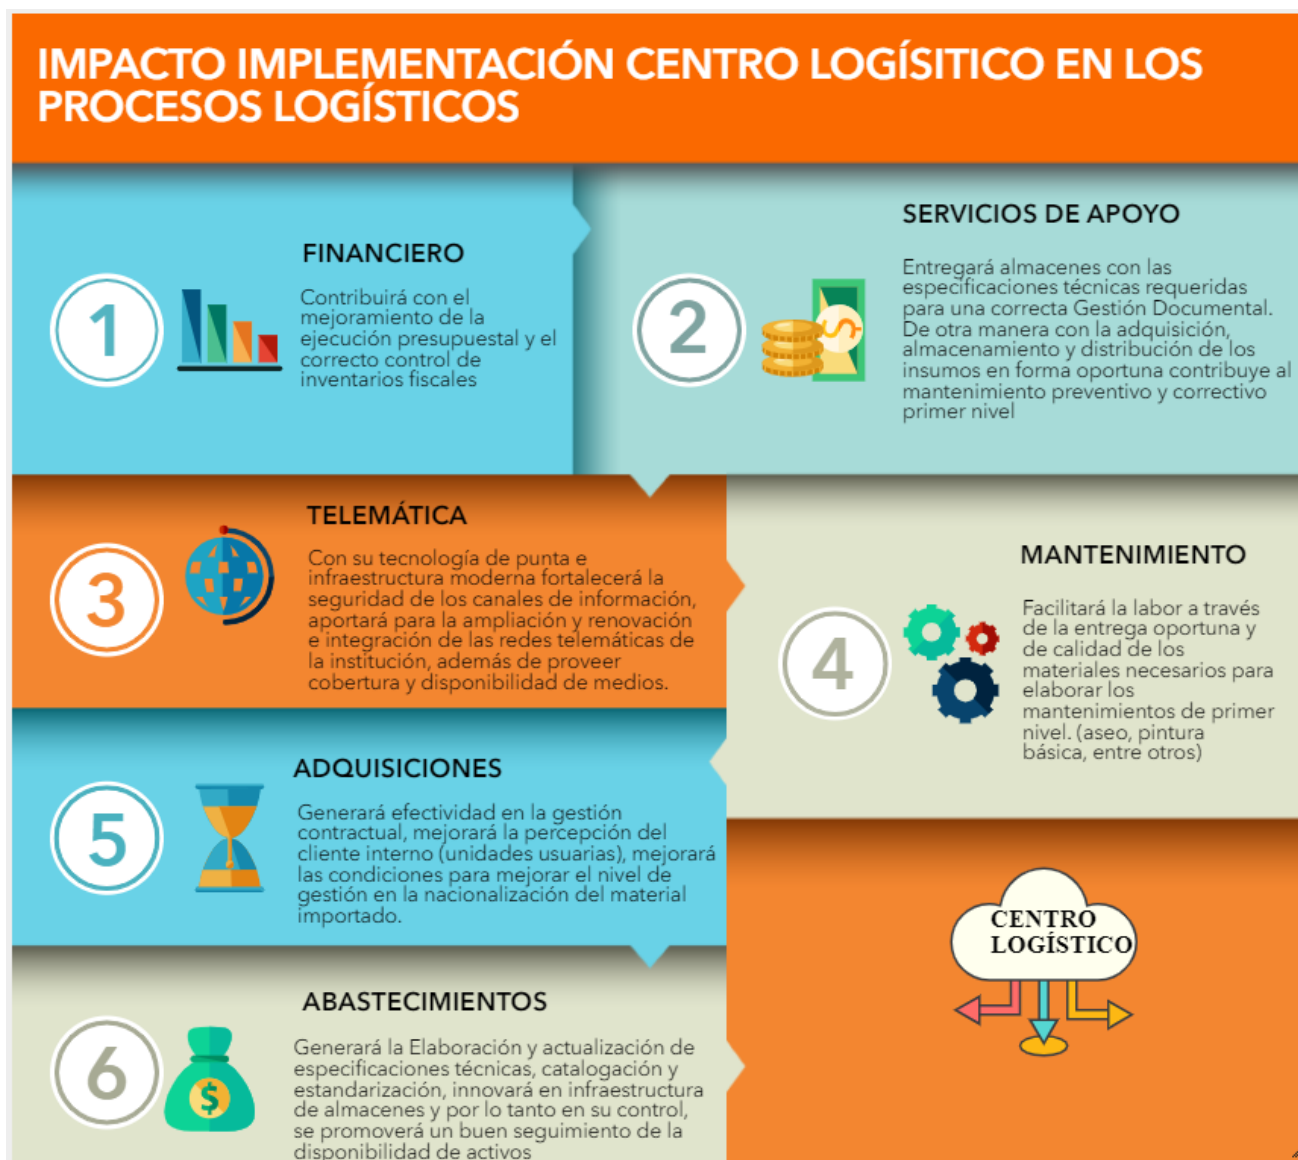 IMPACTO IMPLEMENTACIÓN CENTRO LOGÍSITICO EN LOS
PROCESOS LOGÍSTICOS
1
FINANCIERO
Contribuirá con el
mejoramiento de la
ejecución presupuestal y el
correcto control de
inventarios fiscales
2
SERVICIOS DE APOYO
Entregará almacenes con las
especificaciones técnicas requeridas
para una correcta Gestión Documental.
De otra manera con la adquisición,
almacenamiento y distribución de los
insumos en forma oportuna contribuye al
mantenimiento preventivo y correctivo
primer nivel
3
TELEMÁTICA
Con su tecnología de punta e
infraestructura moderna fortalecerá la
seguridad de los canales de información,
aportará para la ampliación y renovación
e integración de las redes telemáticas de
la institución, además de proveer
cobertura y disponibilidad de medios.
4
MANTENIMIENTO
Facilitará la labor a través
de la entrega oportuna y
de calidad de los
materiales necesarios para
elaborar los
mantenimientos de primer
nivel. (aseo, pintura
básica, entre otros)
5
ADQUISICIONES
Generará efectividad en la gestión
contractual, mejorará la percepción del
cliente interno (unidades usuarias), mejorará
las condiciones para mejorar el nivel de
gestión en la nacionalización del material
importado.
CENTRO
LOGÍSTICO
6
$
ABASTECIMIENTOS
Generará la Elaboración y actualización de
especificaciones técnicas, catalogación y
estandarización, innovará en infraestructura
de almacenes y por lo tanto en su control,
se promoverá un buen seguimiento de la
disponibilidad de activos